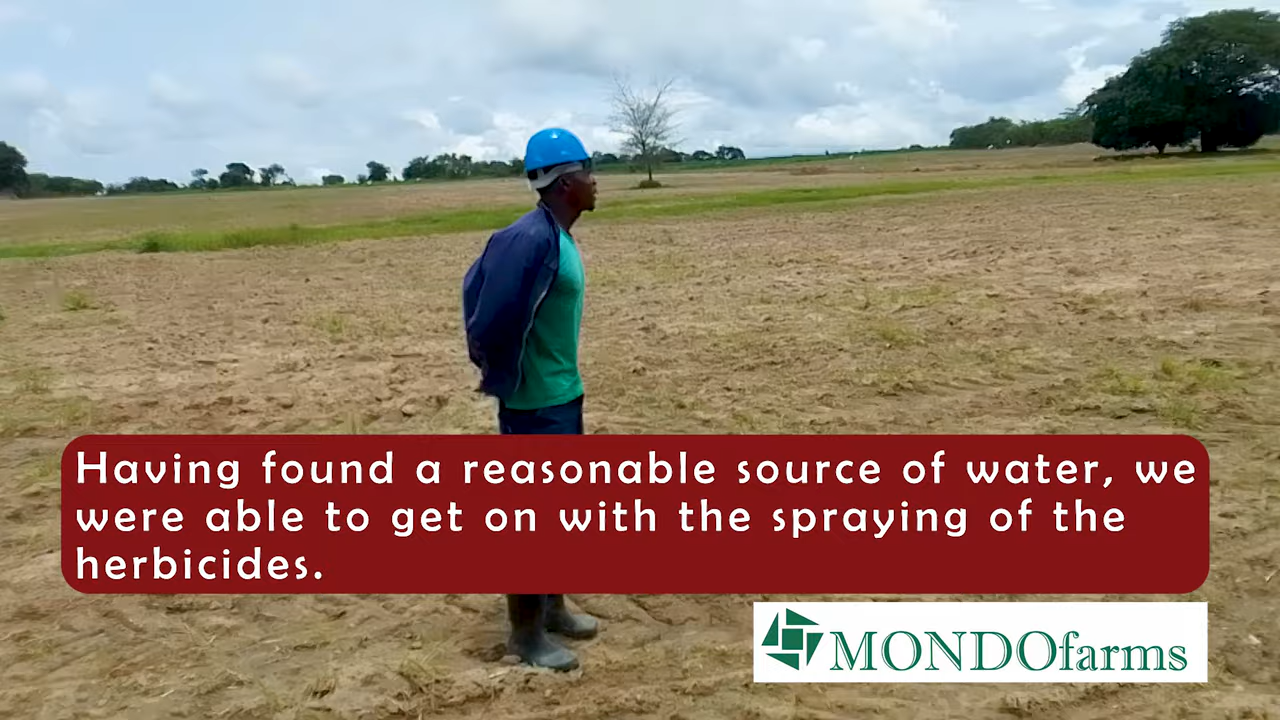 Having found a reasonable source of water, we
were able to get on with the spraying of the
herbicides.
MONDOfarms